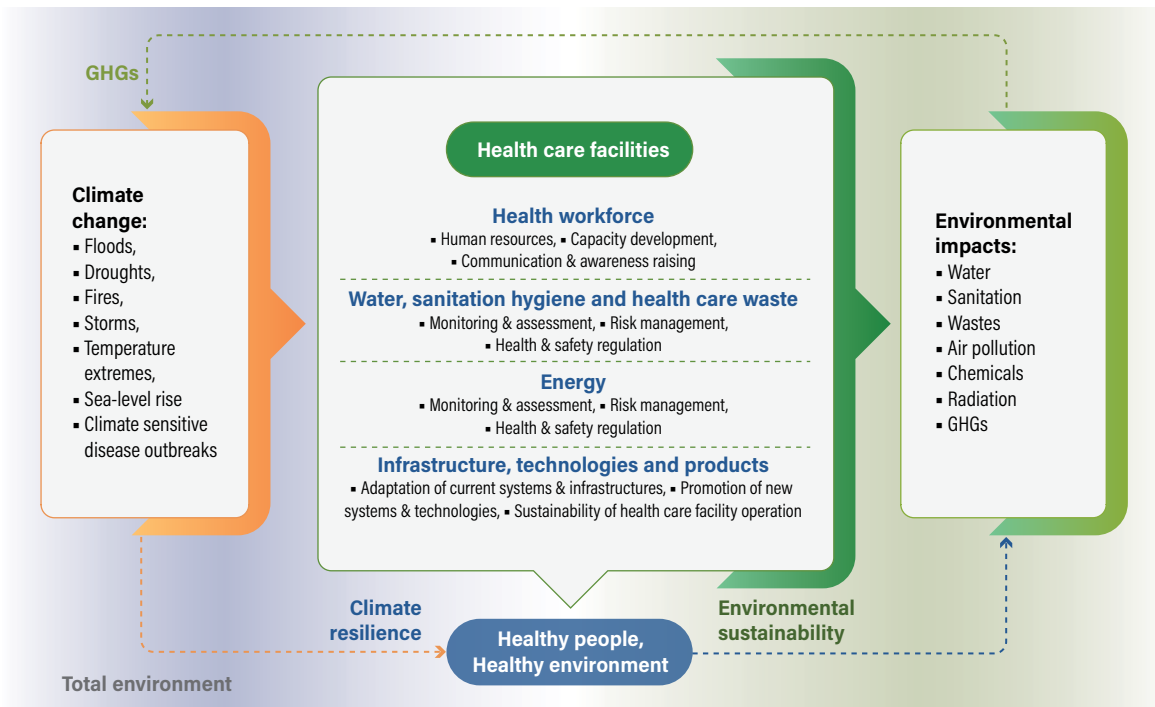 GHGs
Climate
change:
▪ Floods,
▪ Droughts,
▪ Fires,
▪ Storms,
▪ Temperature
extremes,
▪ Sea-level rise
▪ Climate sensitive
disease outbreaks
Health care facilities
Health workforce
▪ Human resources, ▪ Capacity development,
▪ Communication & awareness raising
Water, sanitation hygiene and health care waste
▪ Monitoring & assessment, ▪ Risk management,
▪ Health & safety regulation
Energy
▪ Monitoring & assessment, ▪ Risk management,
▪ Health & safety regulation
Infrastructure, technologies and products
▪ Adaptation of current systems & infrastructures, ▪ Promotion of new
systems & technologies, ▪ Sustainability of health care facility operation
Environmental
impacts:
▪ Water
▪ Sanitation
▪ Wastes
▪ Air pollution
▪ Chemicals
▪ Radiation
▪ GHGs
Climate
resilience
Healthy people,
Healthy environment
Environmental
sustainability
Total environment